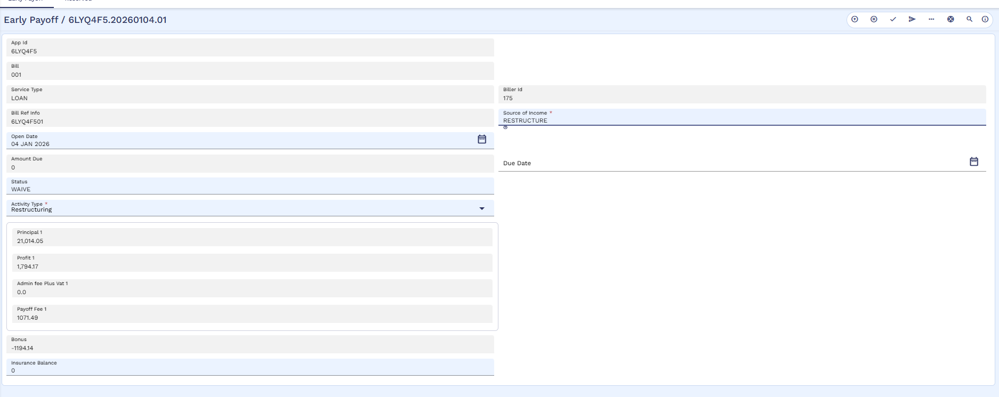 Early Payoff Reserved
Early Payoff / 6LYQ4F5.20260104.01
App Id
6LYQ4F5
Bill
001
Service Type
LOAN
Biller Id
175
Bill Ref Info
6LYQ4F501
Source of Income *
RESTRUCTURE
Open Date
04 JAN 2026
Amount Due
0
Due Date
Status
WAIVE
Activity Type *
Restructuring
Principal 1
21,014.05
Profit 1
1,794.17
Admin fee Plus Vat 1
0.0
Payoff Fee 1
1071.49
Bonus
-1194.14
Insurance Balance
0